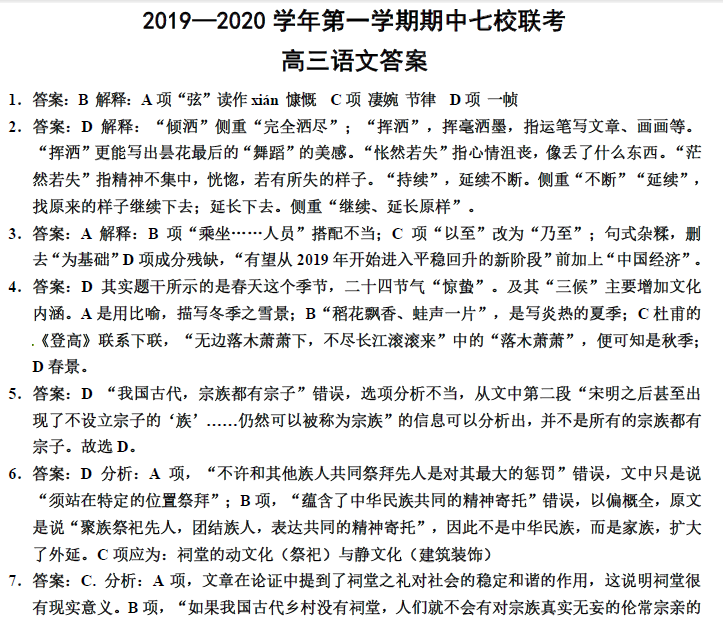 2019—2020 学年第一学期期中七校联考
高三语文答案
1. 答案：B 解释：A 项“弦”读作 xián 慷慨 C 项 凄婉 节律 D 项 一帧
2. 答案：D 解释：“倾洒”侧重“完全洒尽”；“挥洒”，挥毫洒墨，指运笔写文章、画画等。
“挥洒”更能写出昙花最后的“舞蹈”的美感。“怅然若失”指心情沮丧，像丢了什么东西。“茫
然若失”指精神不集中，恍惚，若有所失的样子。“持续”，延续不断。侧重“不断”“延续”，
找原来的样子继续下去；延长下去。侧重“继续、延长原样”。
3. 答案：A 解释：B 项“乘坐……人员”搭配不当；C 项“以至”改为“乃至”；句式杂糅，删
去“为基础”D 项成分残缺，“有望从 2019 年开始进入平稳回升的新阶段”前加上“中国经济”。
4. 答案：D 其实题干所示的是春天这个季节，二十四节气“惊蛰”。及其“三候”主要增加文化
内涵。A 是用比喻，描写冬季之雪景；B“稻花飘香、蛙声一片”，是写炎热的夏季；C 杜甫的
《登高》联系下联，“无边落木萧萧下，不尽长江滚滚来”中的“落木萧萧”，便可知是秋季；
D 春景。
5. 答案：D “我国古代，宗族都有宗子”错误，选项分析不当，从文中第二段“宋明之后甚至出
现了不设立宗子的‘族’……仍然可以被称为宗族”的信息可以分析出，并不是所有的宗族都有
宗子。故选 D。
6. 答案：D 分析：A 项，“不许和其他族人共同祭拜先人是对其最大的惩罚”错误，文中只是说
“须站在特定的位置祭拜”；B 项，“蕴含了中华民族共同的精神寄托”错误，以偏概全，原文
是说“聚族祭祀先人，团结族人，表达共同的精神寄托”，因此不是中华民族，而是家族，扩大
了外延。C 项应为：祠堂的动文化（祭祀）与静文化（建筑装饰）
7. 答案：C. 分析：A 项，文章在论证中提到了祠堂之礼对社会的稳定和谐的作用，这说明祠堂很
有现实意义。B 项，“如果我国古代乡村没有祠堂，人们就不会有对宗族真实无妄的伦常宗亲的